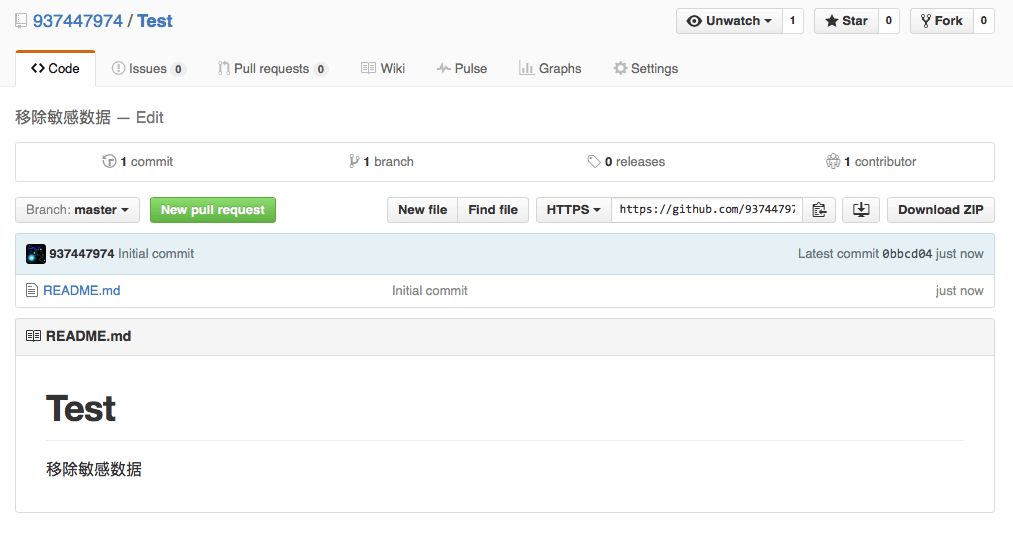 937447974 / Test Unwatch 1 Star 0 Fork 0
Code Issues 0 Pull requests 0 Wiki Pulse Graphs Settings
移除敏感数据 — Edit
1 commit 1 branch 0 releases 1 contributor
Branch: master New pull request New file Find file HTTPS https://github.com/9374479 Download ZIP
937447974 Initial commit Latest commit 0bbcd04 just now
README.md Initial commit just now
README.md
Test
移除敏感数据